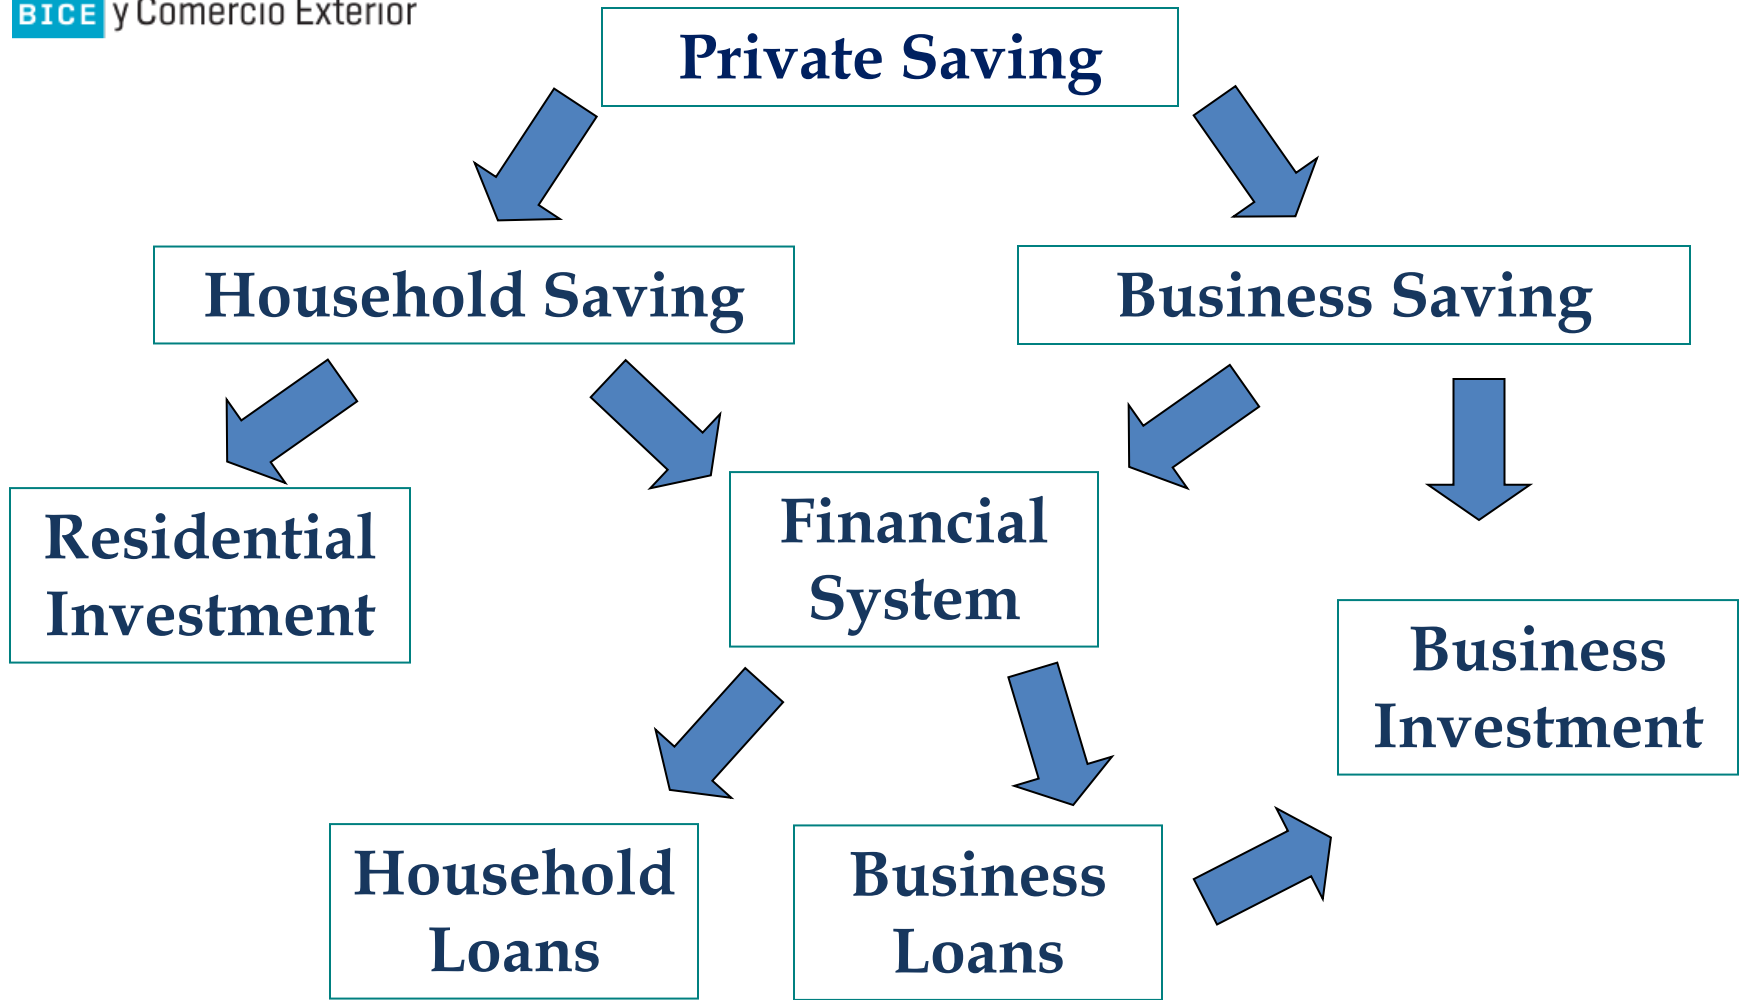 BICE y Comercio Exterior
Private Saving
Household Saving
Business Saving
Residential
Investment
Financial
System
Business
Investment
Household
Loans
Business
Loans